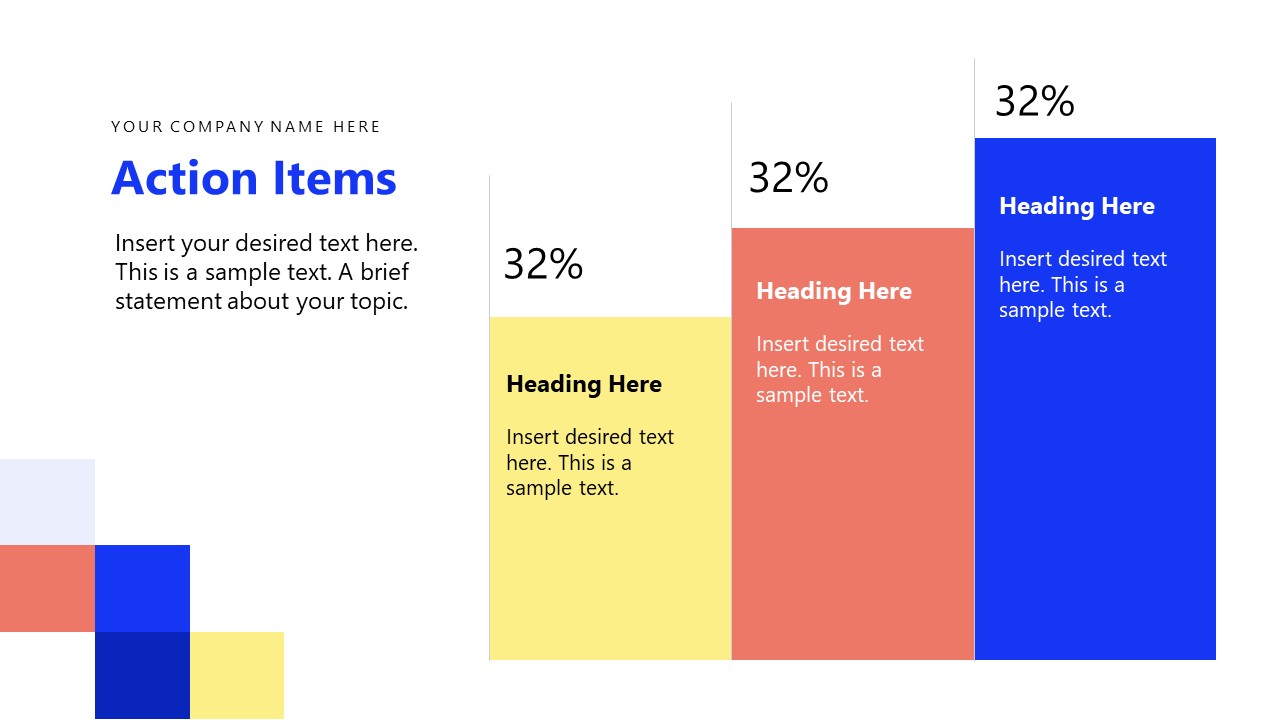 YOUR COMPANY NAME HERE
Action Items
Insert your desired text here.
This is a sample text. A brief
statement about your topic.
32%
Heading Here
Insert desired text
here. This is a
sample text.
32%
Heading Here
Insert desired text
here. This is a
sample text.
32%
Heading Here
Insert desired text
here. This is a
sample text.